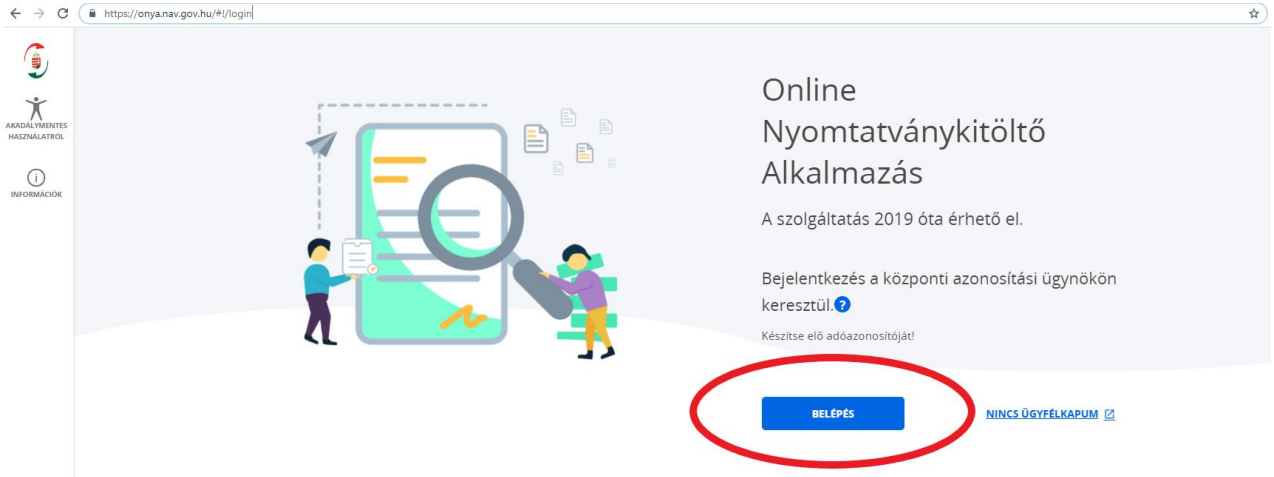 https://onya.nav.gov.hu/#!/login
AKADÁLYMENTES
HASZNÁLATRÓL
INFORMÁCIÓK
Online
Nyomtatványkitöltő
Alkalmazás
A szolgáltatás 2019 óta érhető el.
Bejelentkezés a központi azonosítási ügynökön
keresztül.?
Készítse elő adóazonosítóját!
BELÉPÉS
NINCS ÜGYFÉLKAPUM